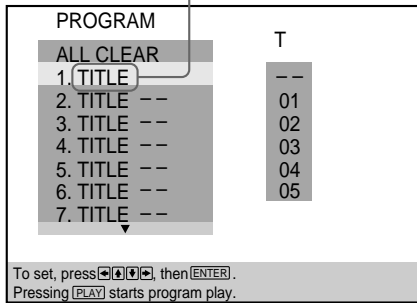 PROGRAM
T
ALL CLEAR
1. TITLE
– –
2. TITLE – –
01
3. TITLE – –
02
4. TITLE – –
03
5. TITLE – –
04
6. TITLE – –
05
7. TITLE – –
To set, press ←↑↓→, then ENTER.
Pressing PLAY starts program play.